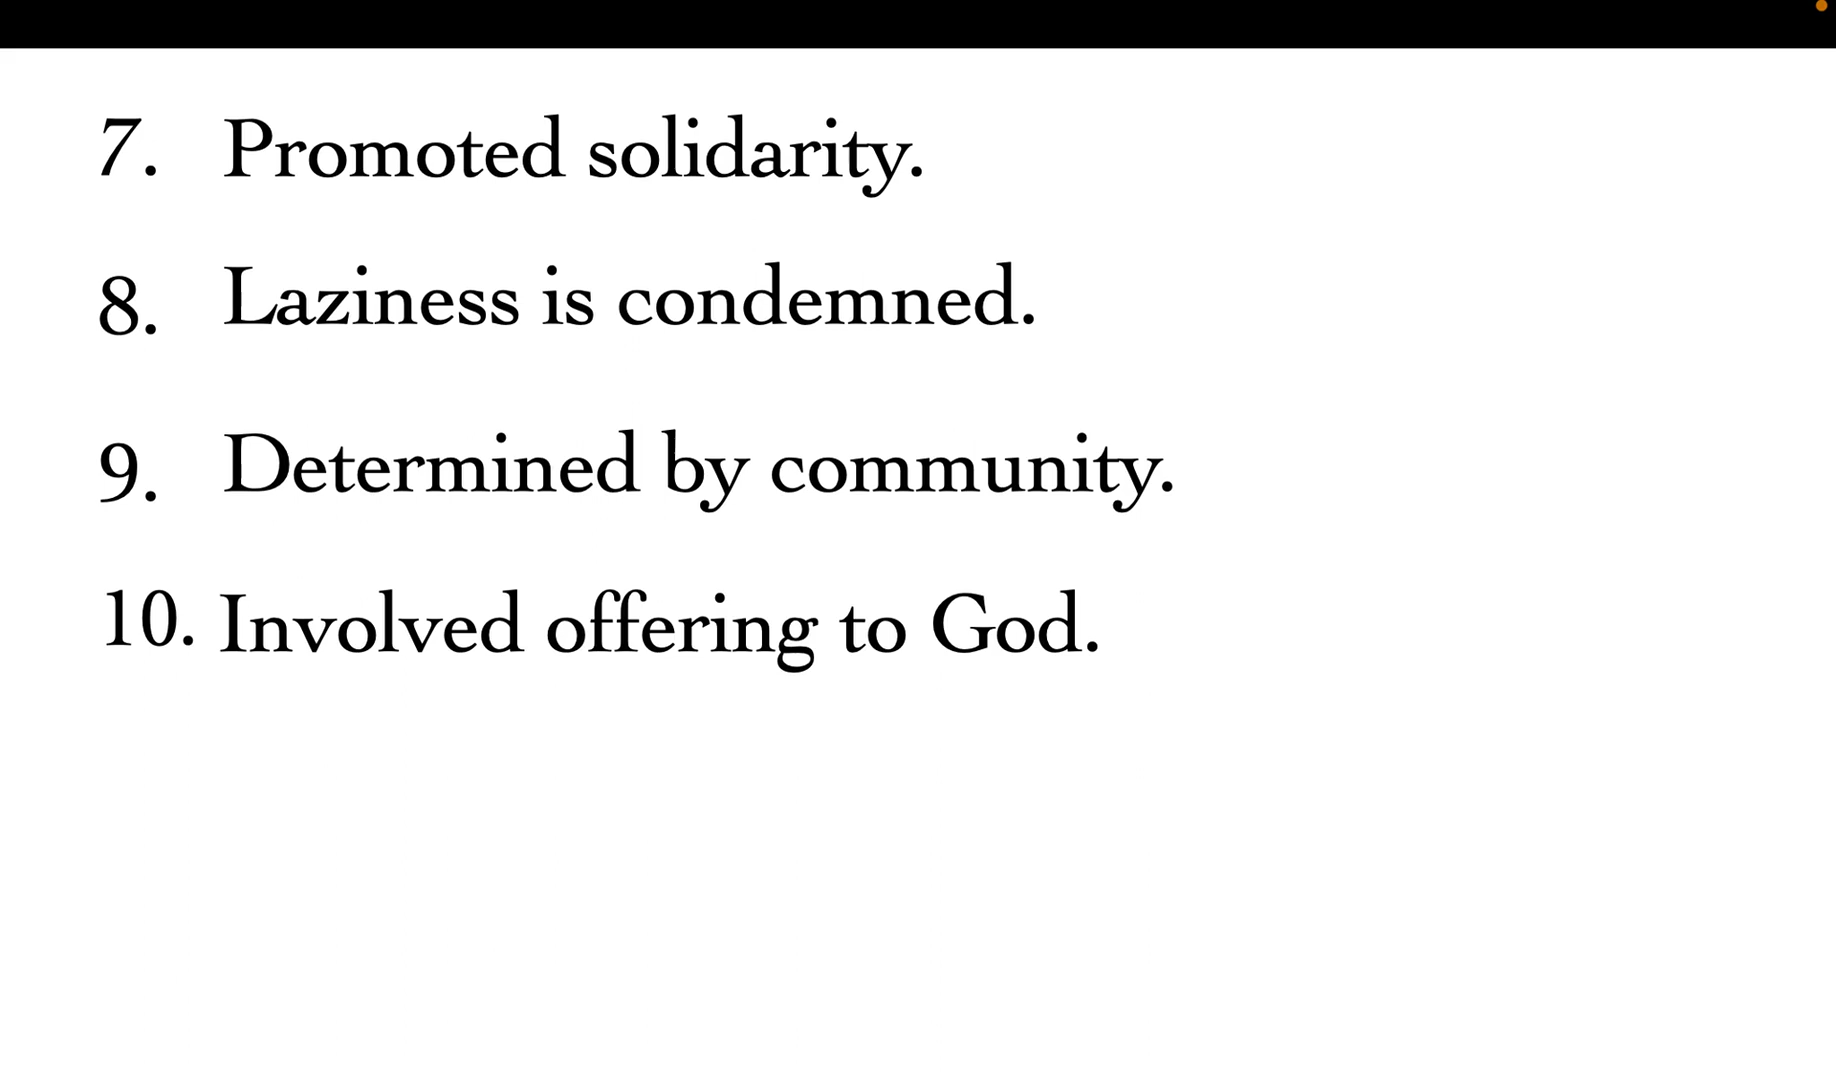 7. Promoted solidarity.
8. Laziness is condemned.
9. Determined by community.
10. Involved offering to God.